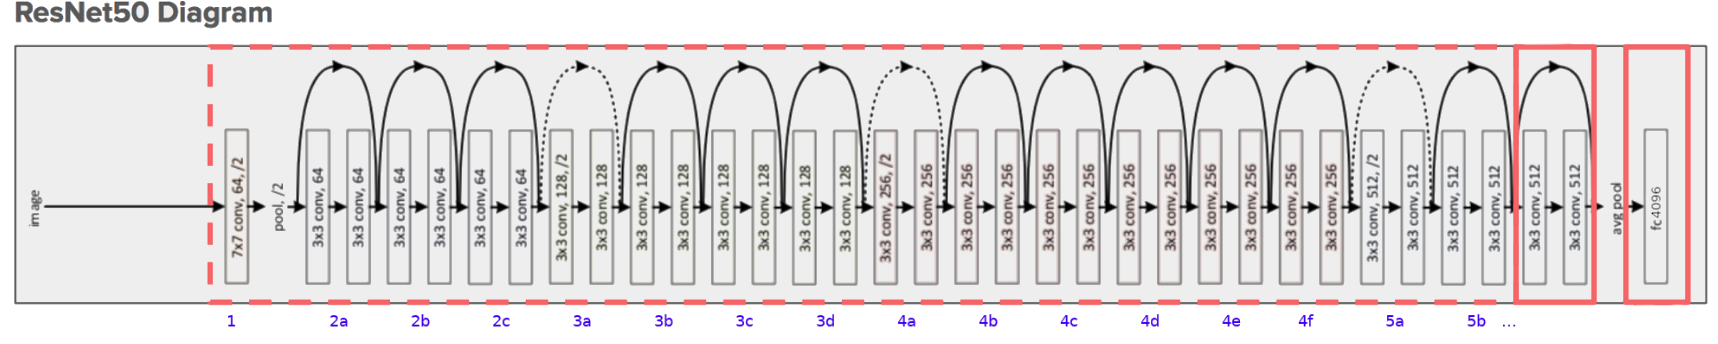 ResNet50 Diagram
image
7x7 conv, 64, /2
pool, /2
3x3 conv, 64
3x3 conv, 64
3x3 conv, 64
3x3 conv, 64
3x3 conv, 64
3x3 conv, 64
3x3 conv, 128, /2
3x3 conv, 128
3x3 conv, 128
3x3 conv, 128
3x3 conv, 128
3x3 conv, 128
3x3 conv, 128
3x3 conv, 128
3x3 conv, 256, /2
3x3 conv, 256
3x3 conv, 256
3x3 conv, 256
3x3 conv, 256
3x3 conv, 256
3x3 conv, 256
3x3 conv, 256
3x3 conv, 256
3x3 conv, 256
3x3 conv, 256
3x3 conv, 256
3x3 conv, 512, /2
3x3 conv, 512
3x3 conv, 512
3x3 conv, 512
3x3 conv, 512
3x3 conv, 512
avg pool
fc4096
1 2a 2b 2c 3a 3b 3c 3d 4a 4b 4c 4d 4e 4f 5a 5b ...